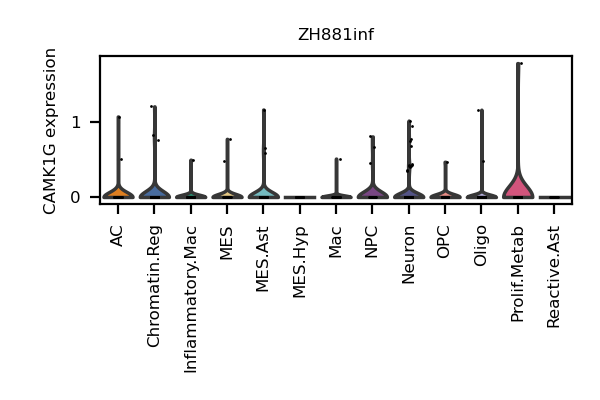 ZH881inf
CAMK1G expression
1
0
AC
Chromatin.Reg
Inflammatory.Mac
MES
MES.Ast
MES.Hyp
Mac
NPC
Neuron
OPC
Oligo
Prolif.Metab
Reactive.Ast